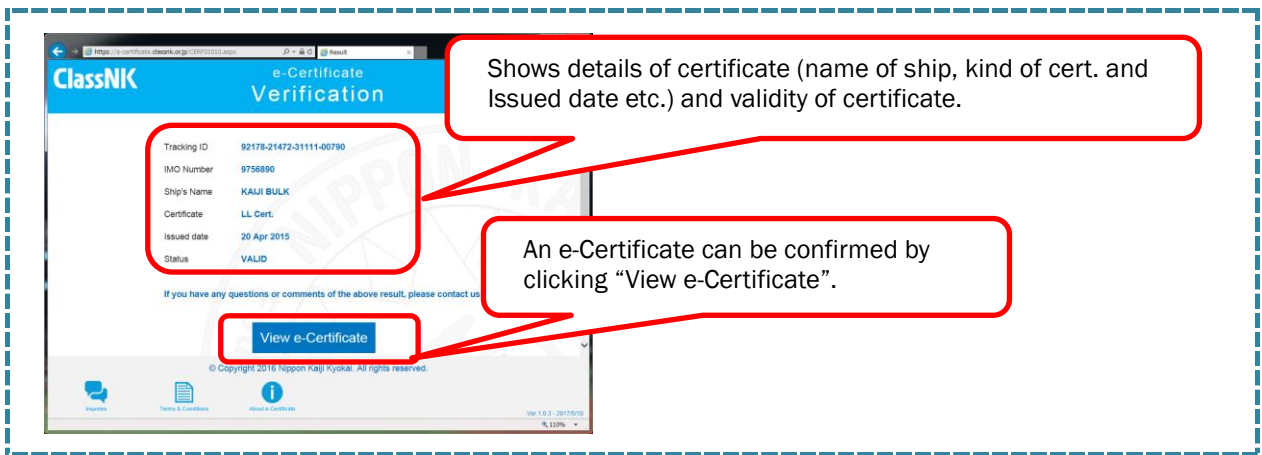 https://e-certificate.classnk.or.jp/CERF01010.aspx
Result
ClassNK
e-Certificate
Verification
Shows details of certificate (name of ship, kind of cert. and
Issued date etc.) and validity of certificate.
Tracking ID 92178-21472-31111-00790
IMO Number 9756890
Ship's Name KAIJI BULK
Certificate LL Cert.
Issued date 20 Apr 2015
Status VALID
An e-Certificate can be confirmed by
clicking “View e-Certificate”.
If you have any questions or comments of the above result, please contact us
View e-Certificate
© Copyright 2016 Nippon Kaiji Kyokai. All rights reserved.
Inquiries
Terms & Conditions
About e-Certificate
Ver 1.0.3 - 2017/5/10
110%